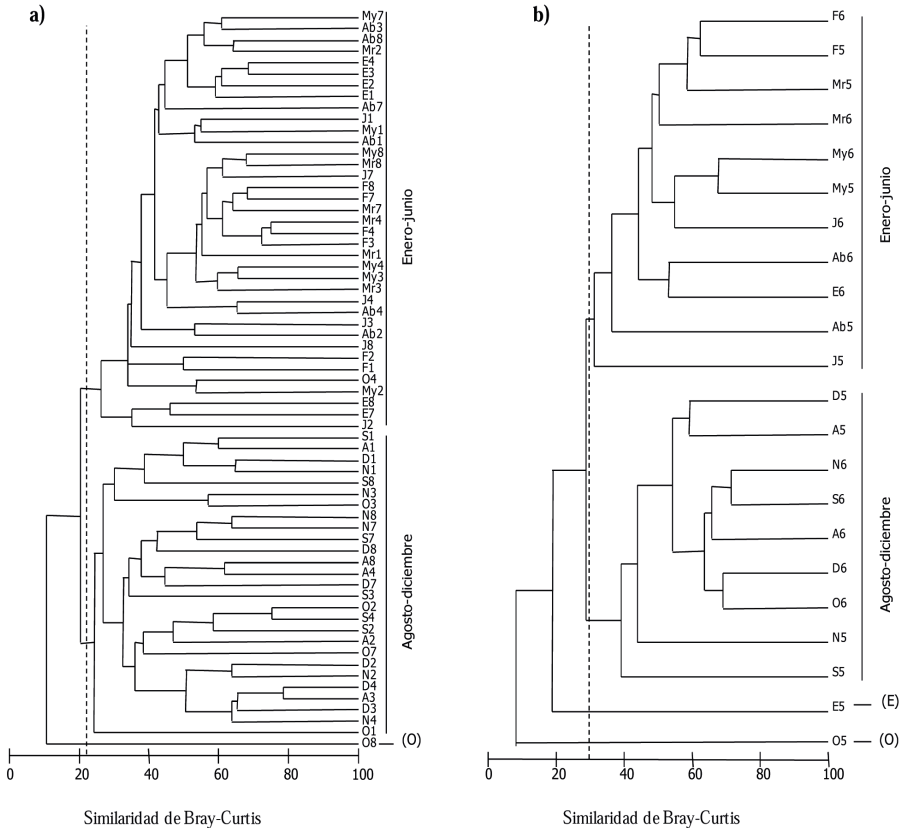 a)
My7
Ab3
Ab8
Mr2
E4
E3
E2
E1
Ab7
J1
My1
Ab1
My8
Mr8
J7
F8
F7
Mr7
Mr4
F4
F3
Mr1
My4
My3
Mr3
J4
Ab4
J3
Ab2
J8
F2
F1
O4
My2
E8
E7
J2
S1
A1
D1
N1
S8
N3
O3
N8
N7
S7
D8
A8
A4
D7
S3
O2
S4
S2
A2
O7
D2
N2
D4
A3
D3
N4
O1
O8
(O)
Enero-junio
Agosto-diciembre
0 20 40 60 80 100
Similaridad de Bray-Curtis
b)
F6
F5
Mr5
Mr6
My6
My5
J6
Ab6
E6
Ab5
J5
D5
A5
N6
S6
A6
D6
O6
N5
S5
E5
(E)
O5
(O)
Enero-junio
Agosto-diciembre
0 20 40 60 80 100
Similaridad de Bray-Curtis